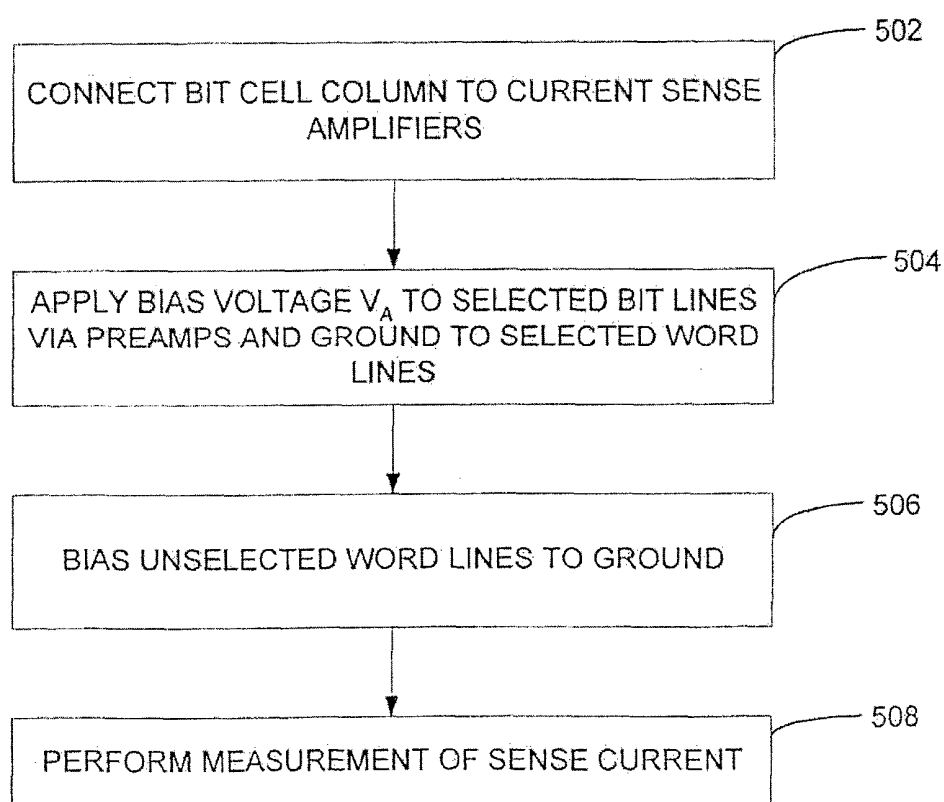 502
CONNECT BIT CELL COLUMN TO CURRENT SENSE
AMPLIFIERS
504
APPLY BIAS VOLTAGE VA TO SELECTED BIT LINES
VIA PREAMPS AND GROUND TO SELECTED WORD
LINES
506
BIAS UNSELECTED WORD LINES TO GROUND
508
PERFORM MEASUREMENT OF SENSE CURRENT